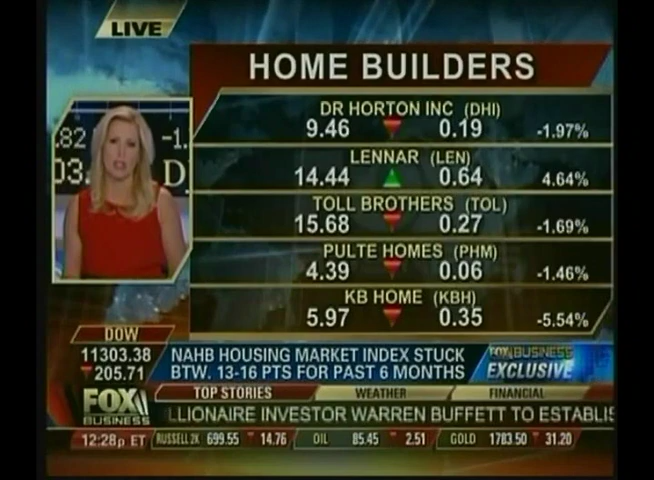 LIVE
HOME BUILDERS
DR HORTON INC (DHI)
9.46 0.19 -1.97%
LENNAR (LEN)
14.44 0.64 4.64%
TOLL BROTHERS (TOL)
15.68 0.27 -1.69%
PULTE HOMES (PHM)
4.39 0.06 -1.46%
KB HOME (KBH)
5.97 0.35 -5.54%
.82 -1.
03. D
DOW
11303.38
205.71
NAHB HOUSING MARKET INDEX STUCK
BTW. 13-16 PTS FOR PAST 6 MONTHS
FOX BUSINESS
EXCLUSIVE
TOP STORIES WEATHER FINANCIAL
FOX
BUSINESS
LLIONAIRE INVESTOR WARREN BUFFETT TO ESTABLIS
12:28p ET RUSSELL 2K 699.55 14.76 OIL 85.45 2.51 GOLD 1783.50 31.20